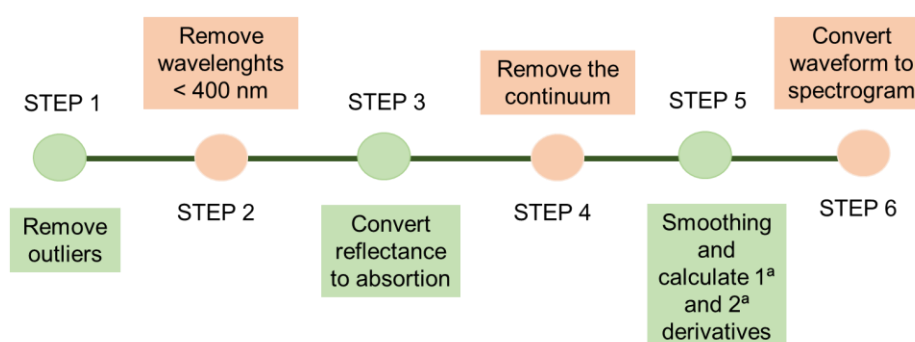 STEP 1
Remove
outliers
Remove
wavelenghts
< 400 nm
STEP 2
STEP 3
Convert
reflectance
to absortion
Remove the
continuum
STEP 4
STEP 5
Smoothing
and
calculate 1ª
and 2ª
derivatives
Convert
waveform to
spectrogram
STEP 6